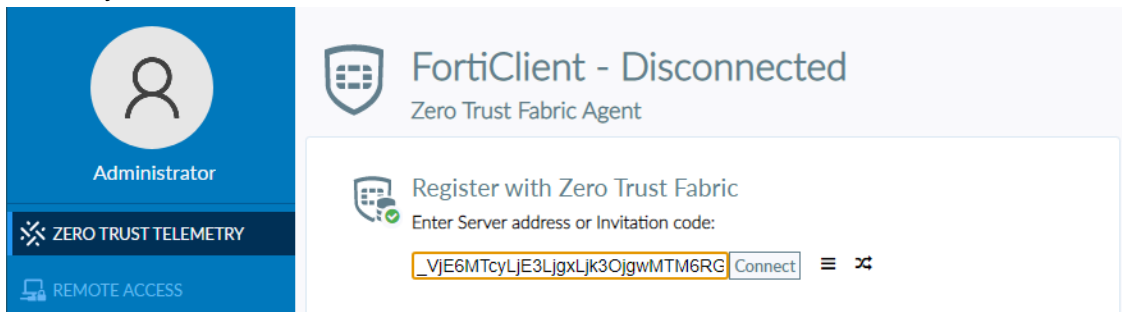 FortiClient - Disconnected
Zero Trust Fabric Agent
Administrator
Register with Zero Trust Fabric
Enter Server address or Invitation code:
ZERO TRUST TELEMETRY
_VjE6MTcyLjE3LjgxLjk3OjgwMTM6RG Connect
REMOTE ACCESS